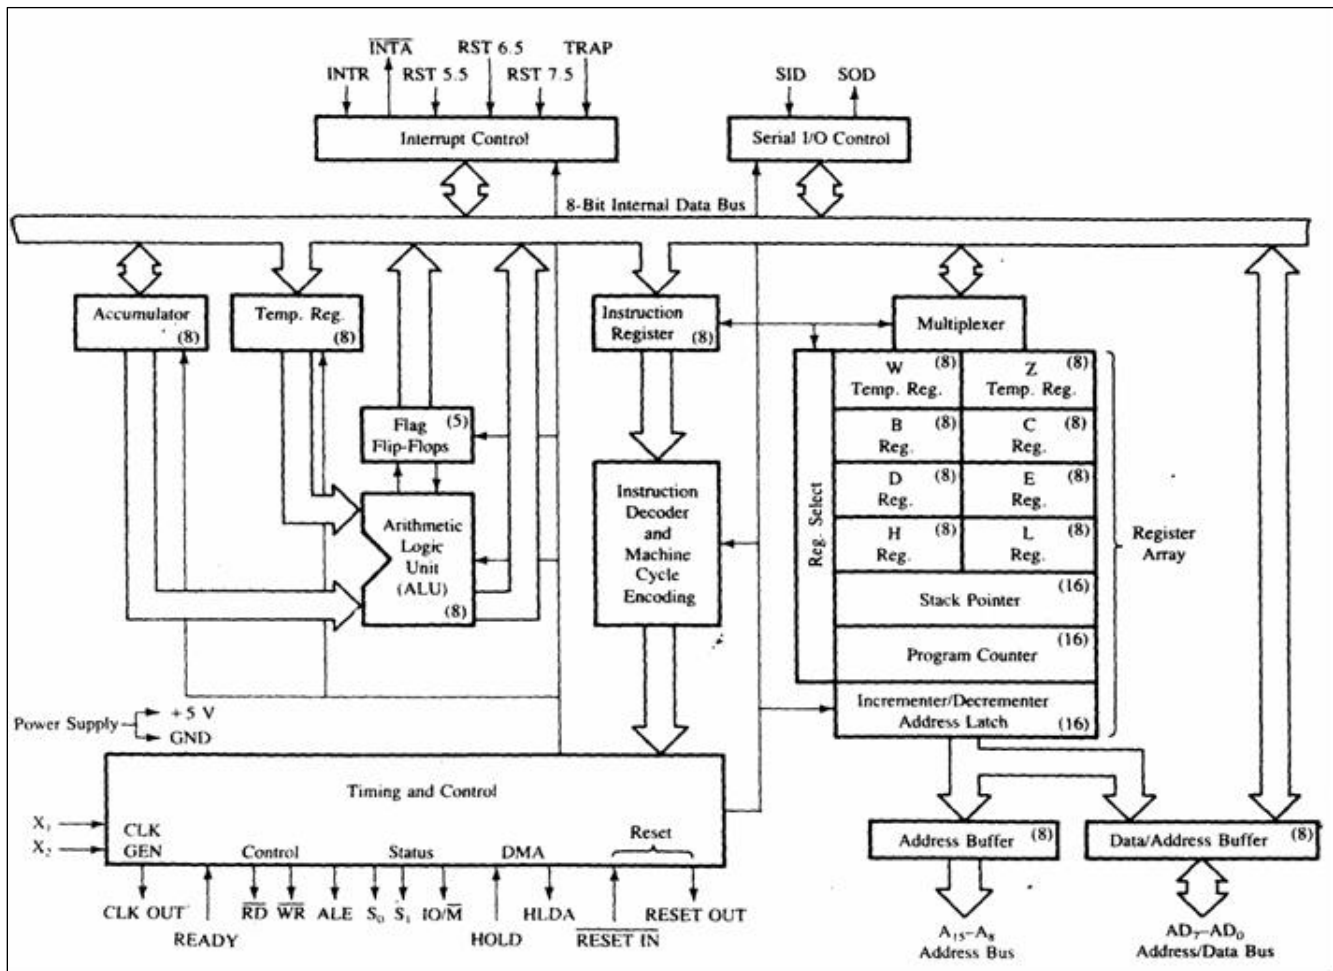 INTA RST 6.5 TRAP
INTR RST 5.5 RST 7.5 SID SOD
Interrupt Control Serial I/O Control
8-Bit Internal Data Bus
Accumulator (8)
Temp. Reg. (8)
Instruction
Register (8)
Multiplexer
W (8)
Temp. Reg.
Z (8)
Temp. Reg.
Flag (5)
Flip-Flops
B (8)
Reg.
C (8)
Reg.
D (8)
Reg.
E (8)
Reg.
H (8)
Reg.
L (8)
Reg.
Reg. Select
Register
Array
Arithmetic
Logic
Unit
(ALU)
(8)
Instruction
Decoder
and
Machine
Cycle
Encoding
Stack Pointer (16)
Program Counter (16)
Incrementer/Decrementer
Address Latch (16)
Power Supply
+5 V
GND
Timing and Control
X₁
X₂
CLK
GEN
Control Status DMA Reset
Address Buffer (8)
Data/Address Buffer (8)
CLK OUT RD WR ALE S₀ S₁ IO/M HLDA RESET OUT
READY HOLD RESET IN
A₁₅–A₈
Address Bus
AD₇–AD₀
Address/Data Bus